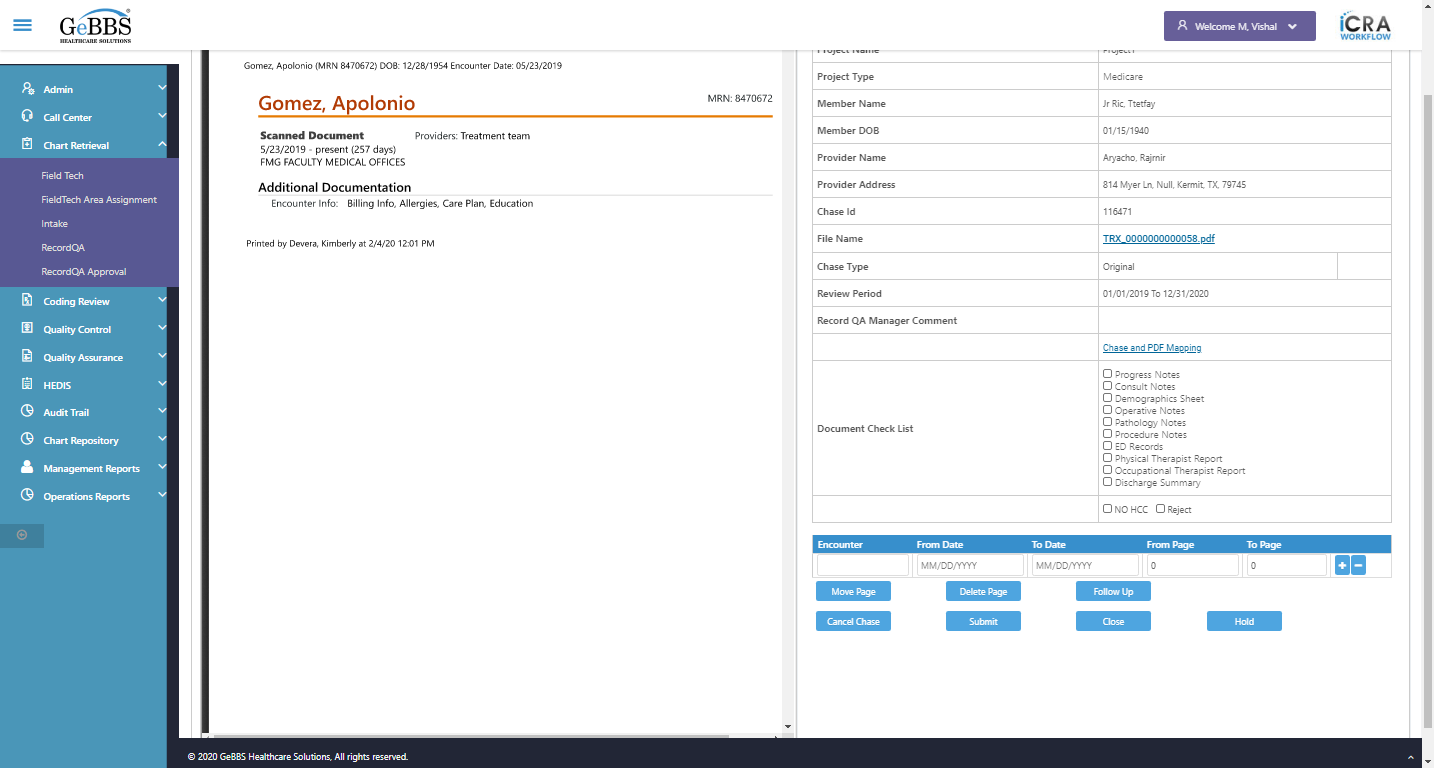 GeBBS
HEALTHCARE SOLUTIONS
Welcome M, Vishal
iCRA
WORKFLOW
Admin
Call Center
Chart Retrieval
Field Tech
FieldTech Area Assignment
Intake
RecordQA
RecordQA Approval
Coding Review
Quality Control
Quality Assurance
HEDIS
Audit Trail
Chart Repository
Management Reports
Operations Reports
Gomez, Apolonio (MRN 8470672) DOB: 12/28/1954 Encounter Date: 05/23/2019
Gomez, Apolonio
MRN: 8470672
Scanned Document Providers: Treatment team
5/23/2019 - present (257 days)
FMG FACULTY MEDICAL OFFICES
Additional Documentation
Encounter Info: Billing Info, Allergies, Care Plan, Education
Printed by Devera, Kimberly at 2/4/20 12:01 PM
Project Name Project1
Project Type Medicare
Member Name Jr Ric, Ttetfay
Member DOB 01/15/1940
Provider Name Aryacho, Rajrnir
Provider Address 814 Myer Ln, Null, Kermit, TX, 79745
Chase Id 116471
File Name TRX_0000000000058.pdf
Chase Type Original
Review Period 01/01/2019 To 12/31/2020
Record QA Manager Comment
Chase and PDF Mapping
Document Check List
Progress Notes
Consult Notes
Demographics Sheet
Operative Notes
Pathology Notes
Procedure Notes
ED Records
Physical Therapist Report
Occupational Therapist Report
Discharge Summary
NO HCC Reject
Encounter From Date To Date From Page To Page
MM/DD/YYYY MM/DD/YYYY 0 0
Move Page Delete Page Follow Up
Cancel Chase Submit Close Hold
© 2020 GeBBS Healthcare Solutions, All rights reserved.